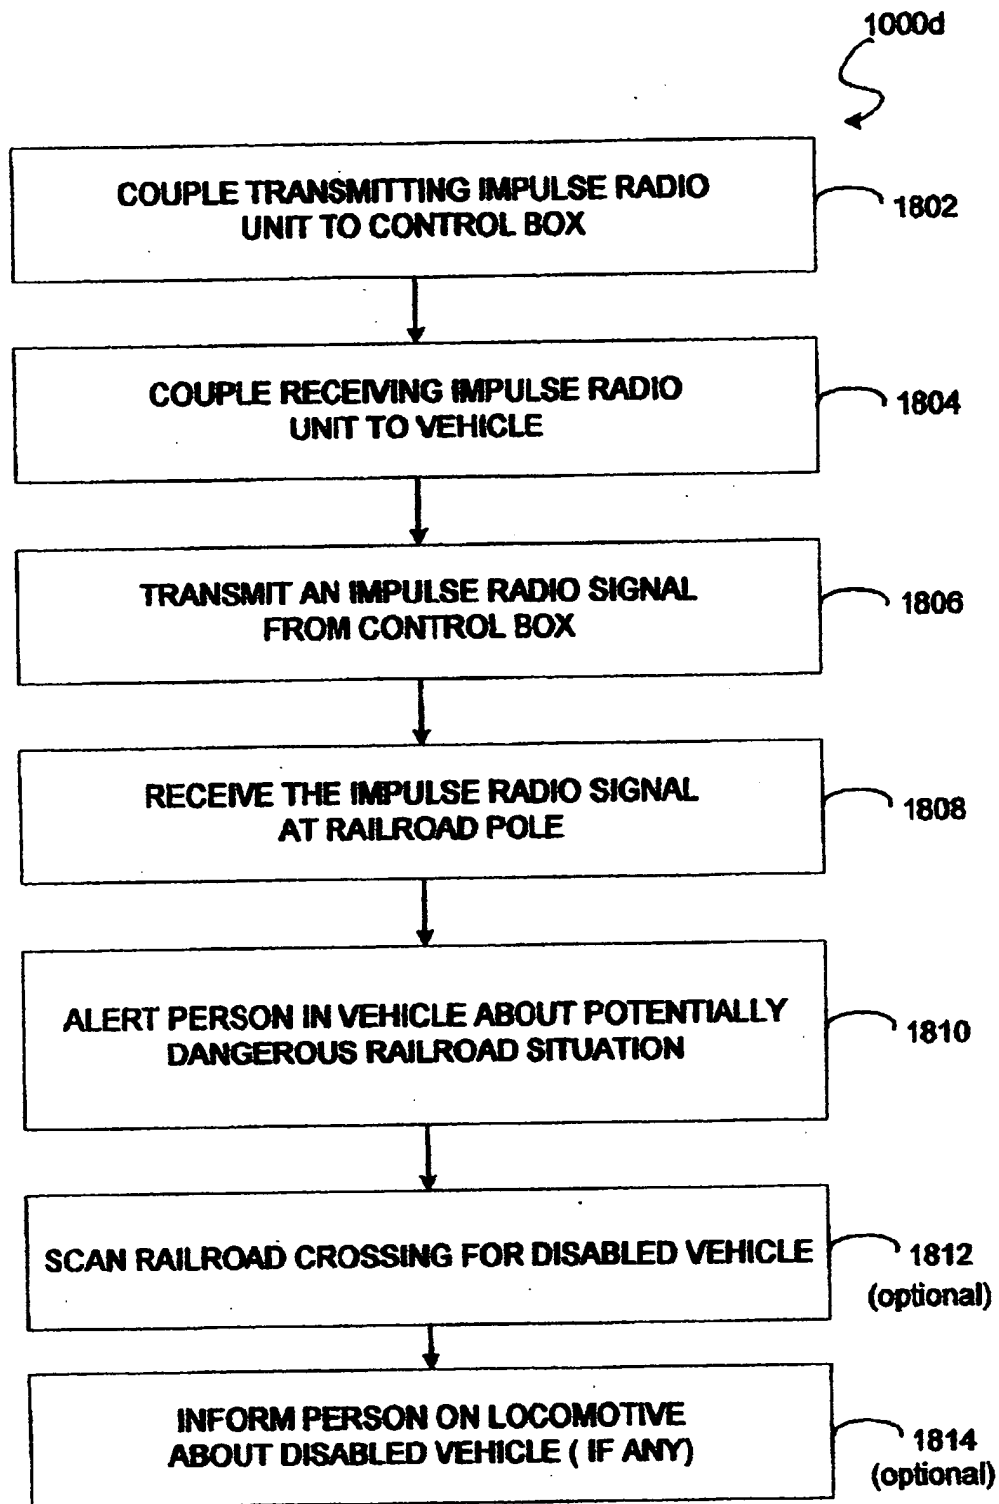 1000d
COUPLE TRANSMITTING IMPULSE RADIO
UNIT TO CONTROL BOX
1802
COUPLE RECEIVING IMPULSE RADIO
UNIT TO VEHICLE
1804
TRANSMIT AN IMPULSE RADIO SIGNAL
FROM CONTROL BOX
1806
RECEIVE THE IMPULSE RADIO SIGNAL
AT RAILROAD POLE
1808
ALERT PERSON IN VEHICLE ABOUT POTENTIALLY
DANGEROUS RAILROAD SITUATION
1810
SCAN RAILROAD CROSSING FOR DISABLED VEHICLE
1812
(optional)
INFORM PERSON ON LOCOMOTIVE
ABOUT DISABLED VEHICLE ( IF ANY)
1814
(optional)